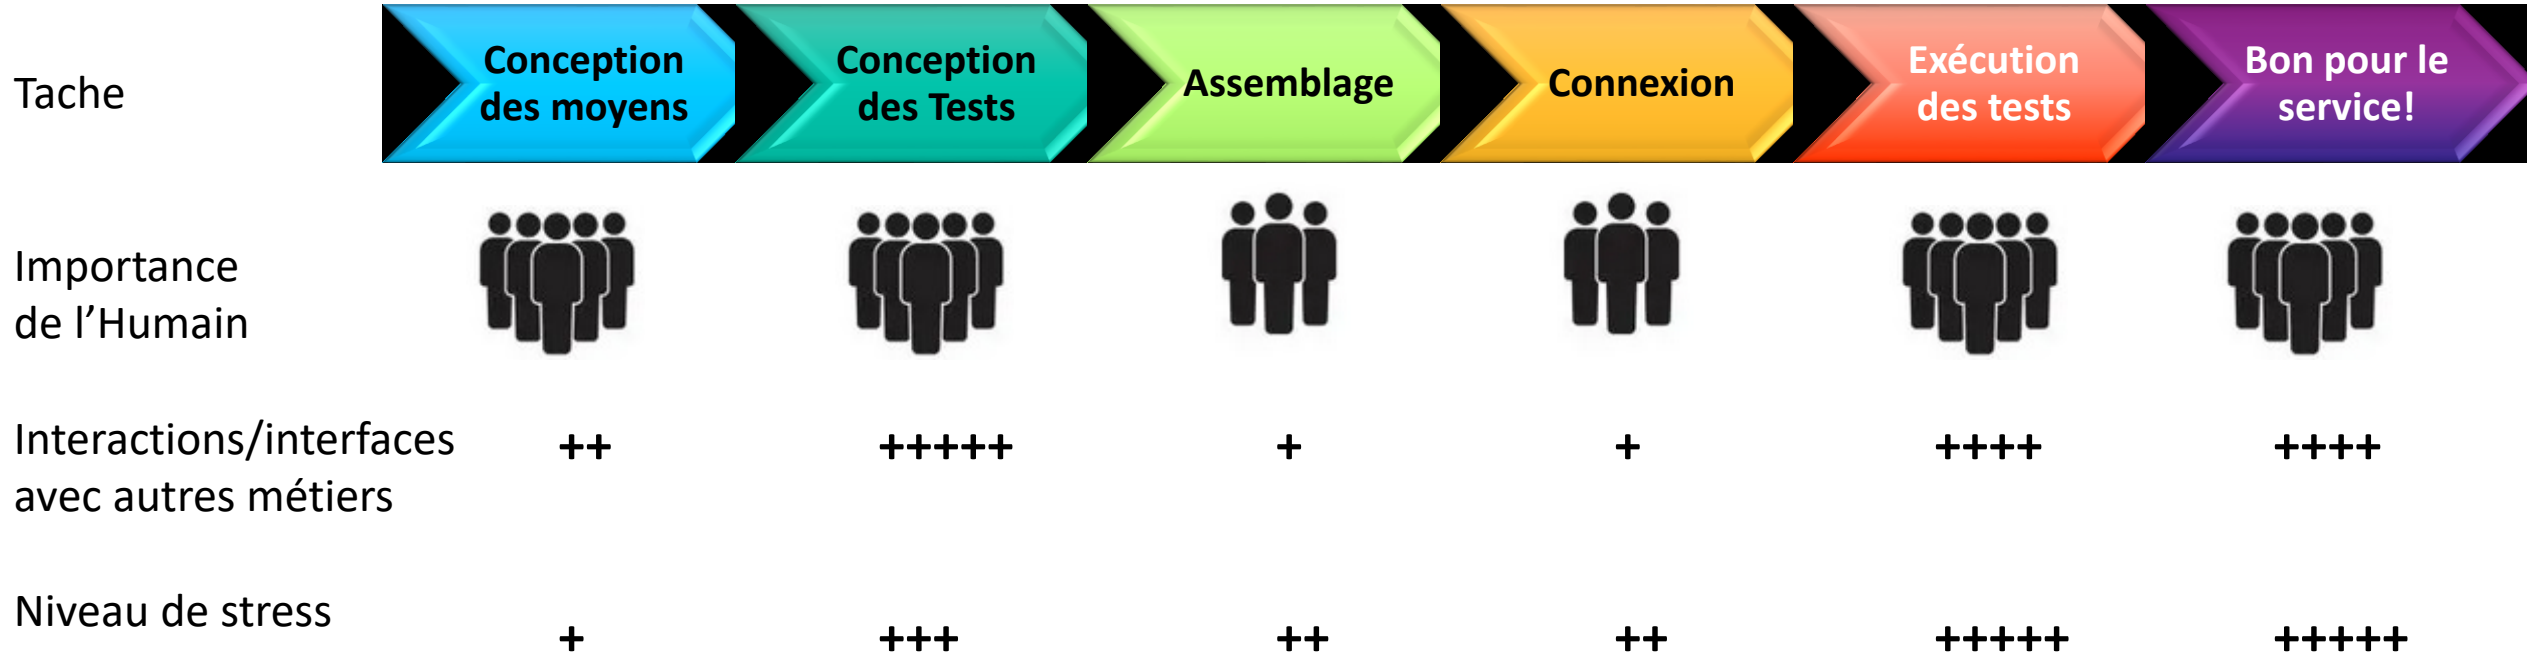 Tache
Conception
des moyens
Conception
des Tests
Assemblage
Connexion
Exécution
des tests
Bon pour le
service!
Importance
de l’Humain
Interactions/interfaces
avec autres métiers
++
+++++
+
+
++++
++++
Niveau de stress
+
+++
++
++
+++++
+++++